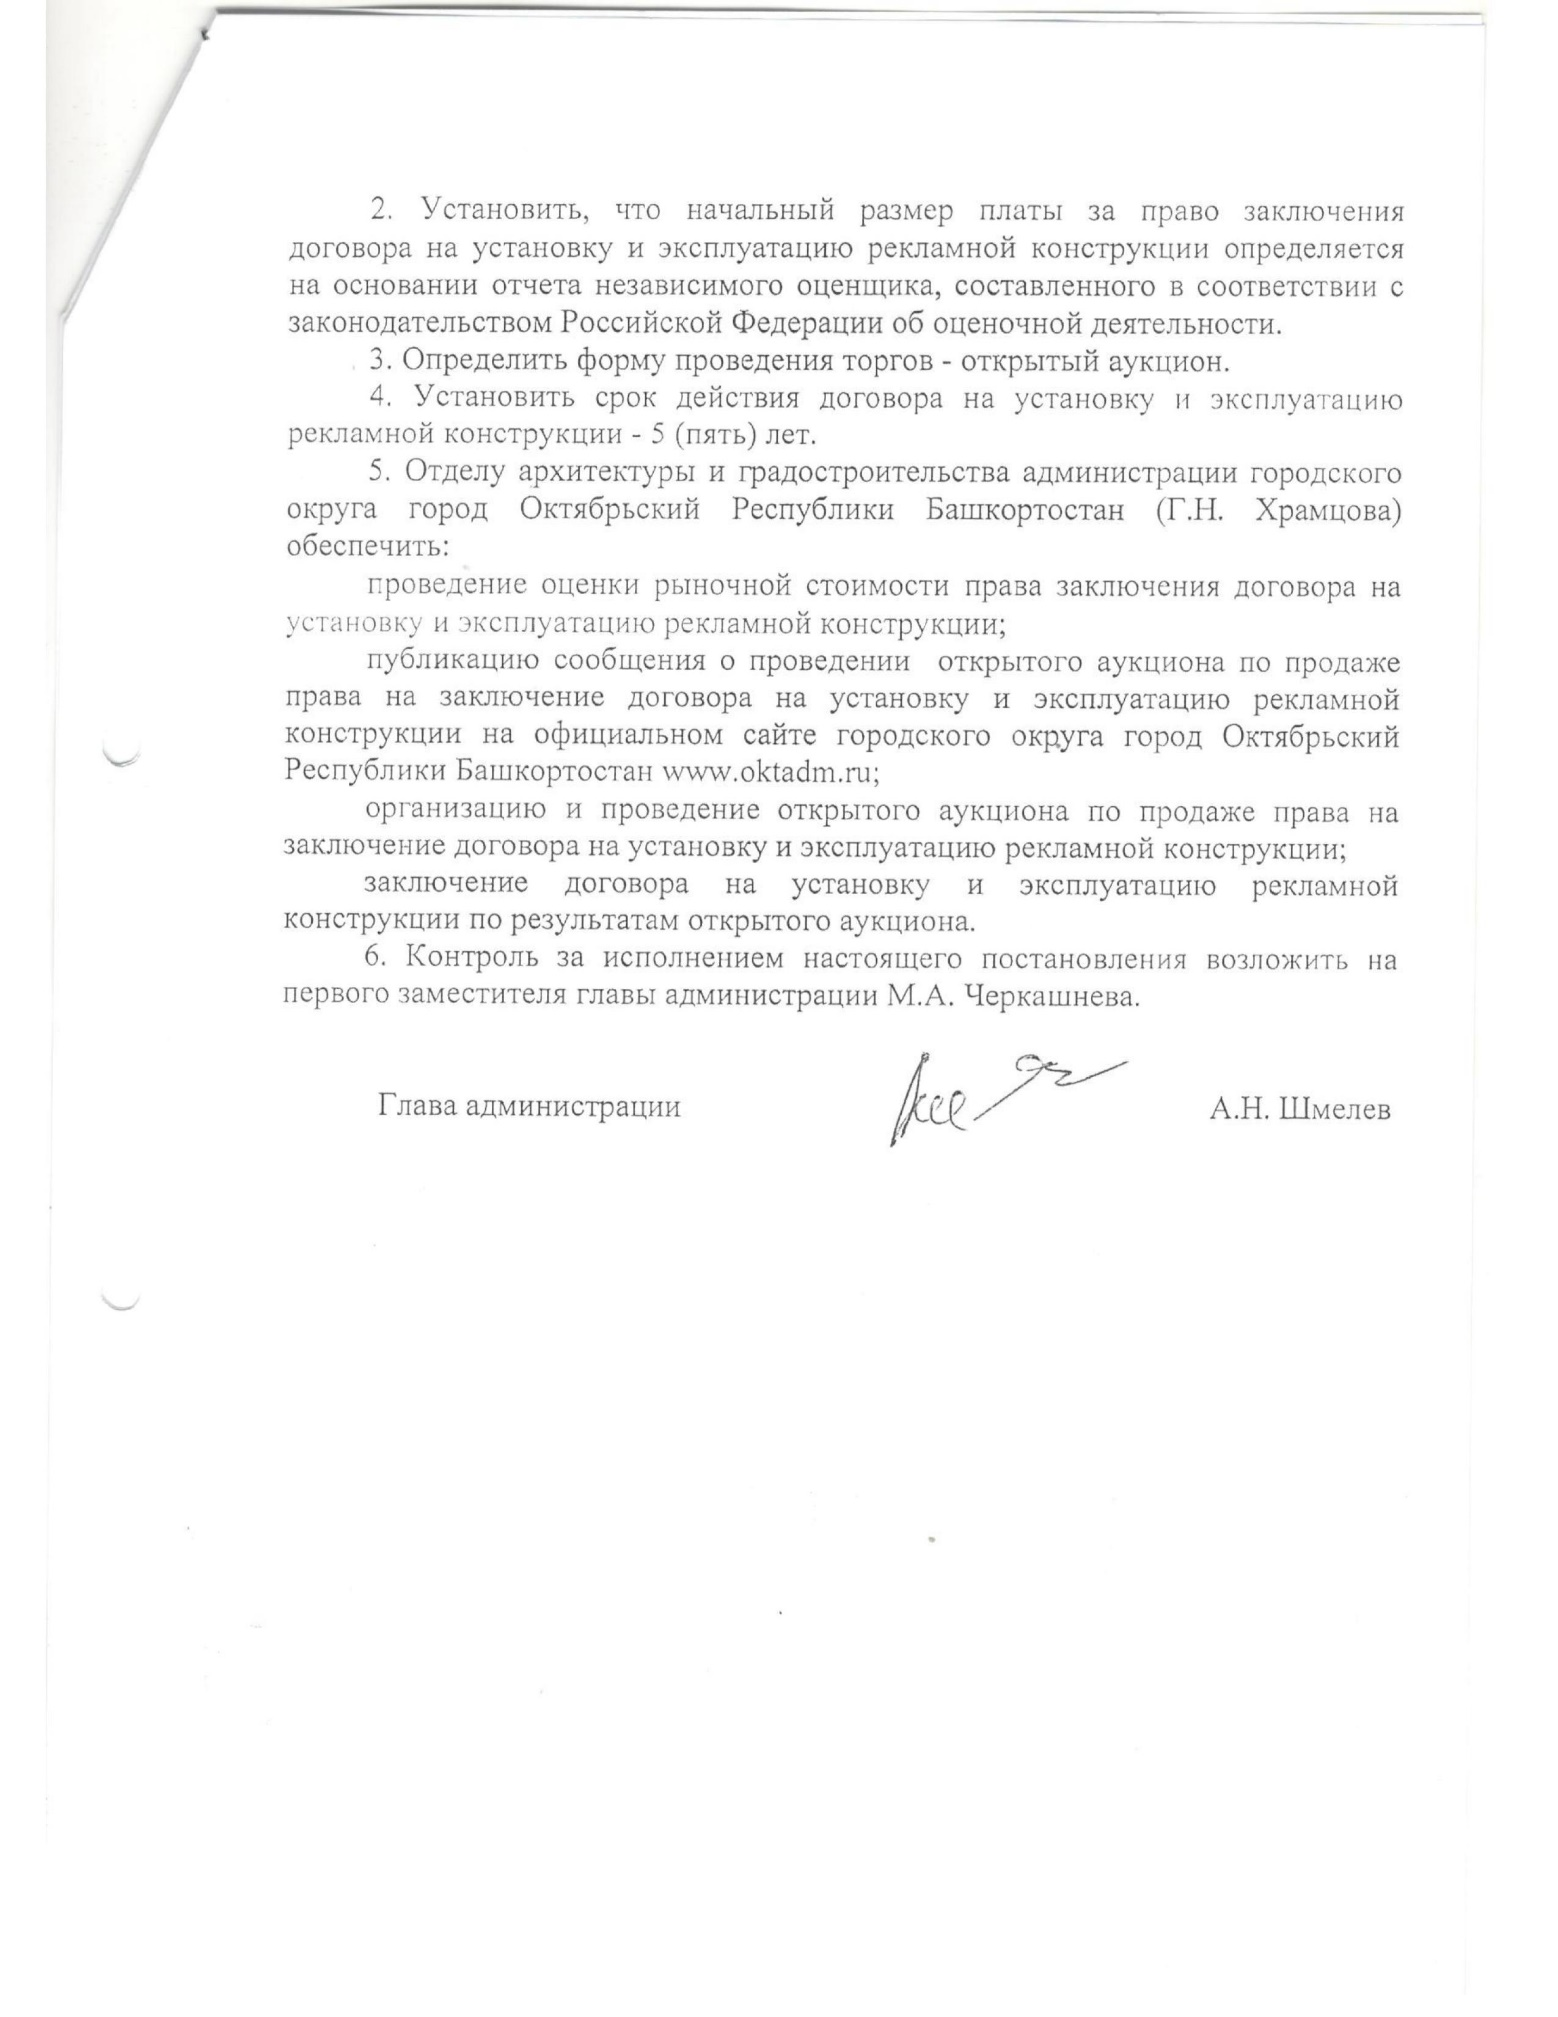 2. Установить, что начальный размер платы за право заключения
договора на установку и эксплуатацию рекламной конструкции определяется
на основании отчета независимого оценщика, составленного в соответствии с
законодательством Российской Федерации об оценочной деятельности.
3. Определить форму проведения торгов - открытый аукцион.
4. Установить срок действия договора на установку и эксплуатацию
рекламной конструкции - 5 (пять) лет.
5. Отделу архитектуры и градостроительства администрации городского
округа город Октябрьский Республики Башкортостан (Г.Н. Храмцова)
обеспечить:
проведение оценки рыночной стоимости права заключения договора на
установку и эксплуатацию рекламной конструкции;
публикацию сообщения о проведении открытого аукциона по продаже
права на заключение договора на установку и эксплуатацию рекламной
конструкции на официальном сайте городского округа город Октябрьский
Республики Башкортостан www.oktadm.ru;
организацию и проведение открытого аукциона по продаже права на
заключение договора на установку и эксплуатацию рекламной конструкции;
заключение договора на установку и эксплуатацию рекламной
конструкции по результатам открытого аукциона.
6. Контроль за исполнением настоящего постановления возложить на
первого заместителя главы администрации М.А. Черкашнева.
Глава администрации А.Н. Шмелев